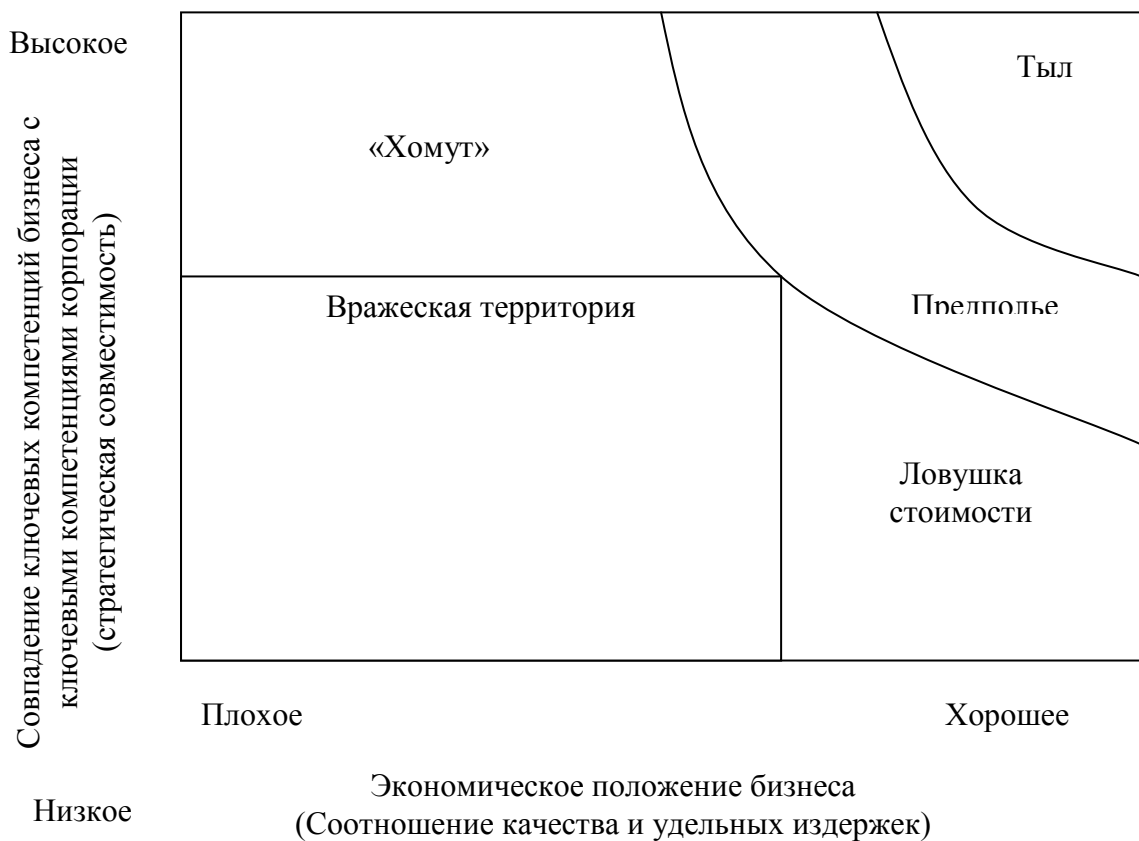 Высокое
Совпадение ключевых компетенций бизнеса с
ключевыми компетенциями корпорации
(стратегическая совместимость)
«Хомут»
Тыл
Вражеская территория
Предполье
Ловушка
стоимости
Плохое
Хорошее
Низкое
Экономическое положение бизнеса
(Соотношение качества и удельных издержек)